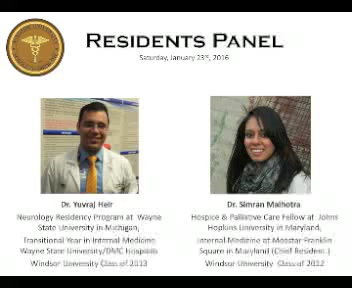 RESIDENTS PANEL
Saturday, January 23rd, 2016
Dr. Yuvraj Heir
Neurology Residency Program at Wayne
State University in Michigan,
Transitional Year in Internal Medicine
Wayne State University/DMC Hospitals
Windsor University Class of 2013
Dr. Simran Malhotra
Hospice & Palliative Care Fellow at Johns
Hopkins University in Maryland,
Internal Medicine at Medstar Franklin
Square in Maryland (Chief Resident)
Windsor University Class of 2012